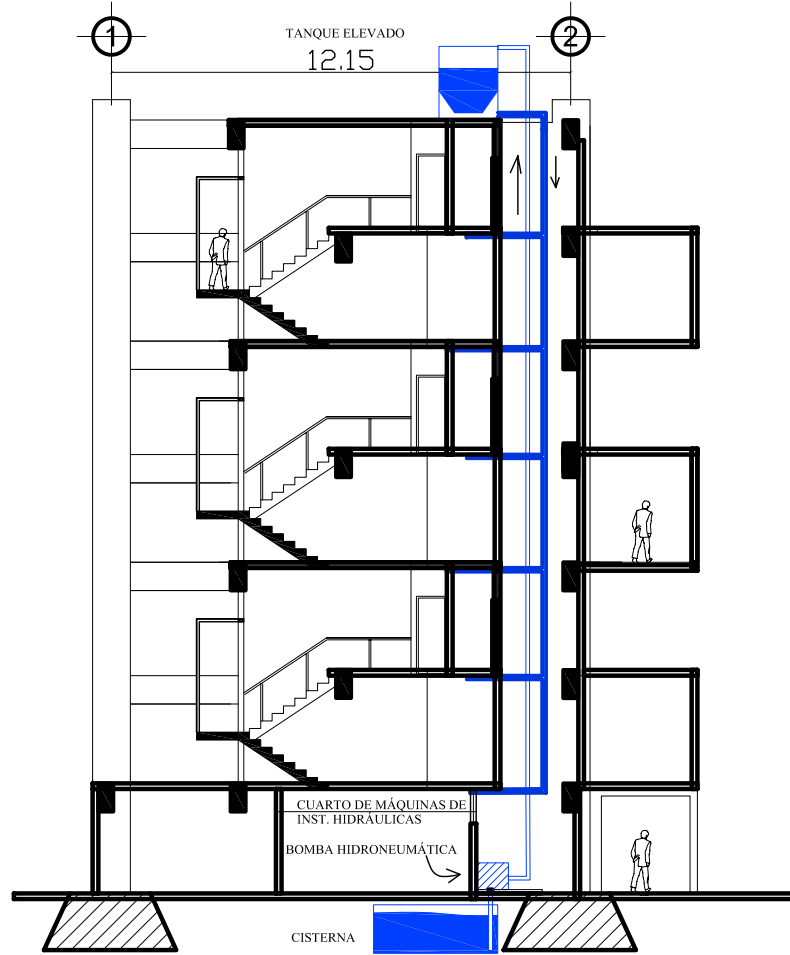 1
2
TANQUE ELEVADO
12.15
CUARTO DE MÁQUINAS DE
INST. HIDRÁULICAS
BOMBA HIDRONEUMÁTICA
CISTERNA